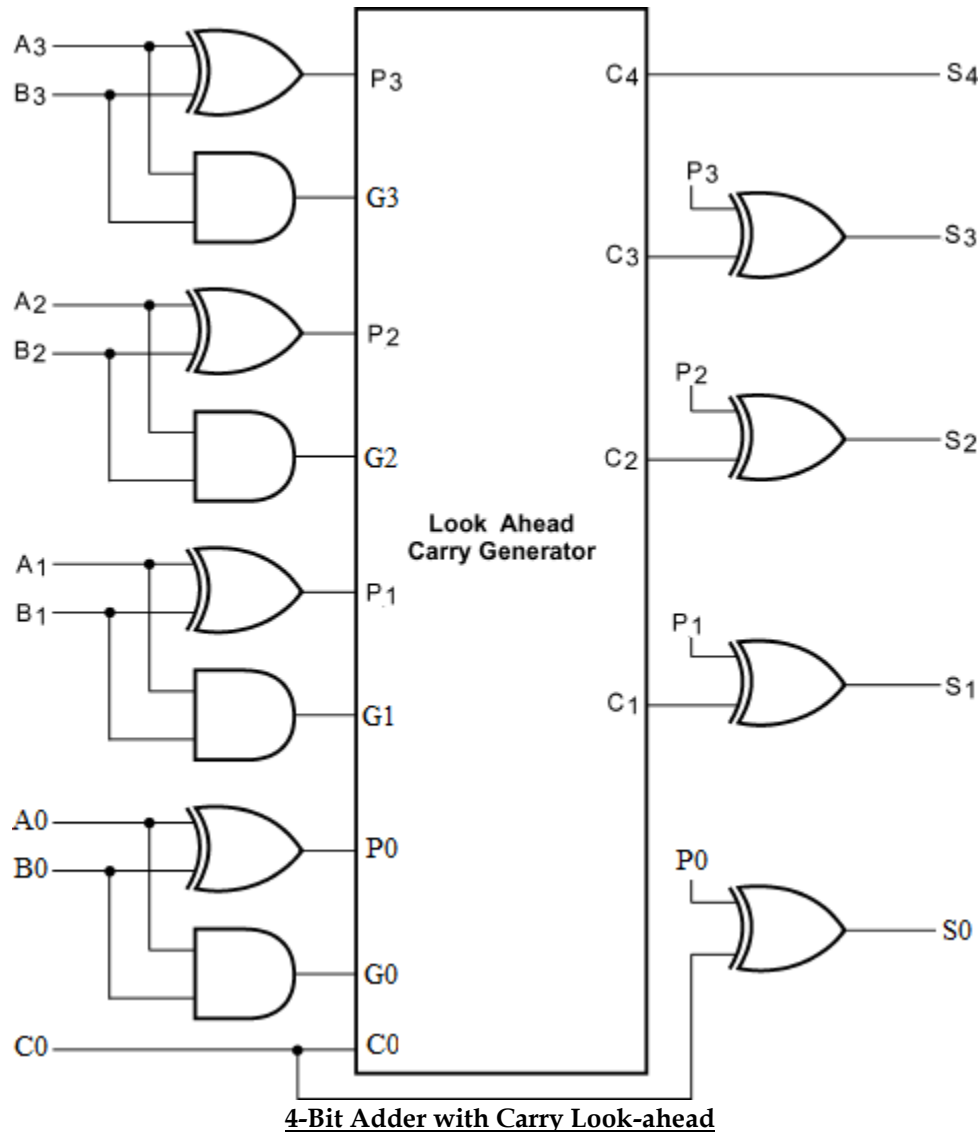 A3
B3
P3
G3
C4
S4
P3
C3
S3
A2
B2
P2
G2
P2
C2
S2
Look Ahead
Carry Generator
A1
B1
P1
G1
P1
C1
S1
A0
B0
P0
G0
P0
S0
C0
C0
4-Bit Adder with Carry Look-ahead